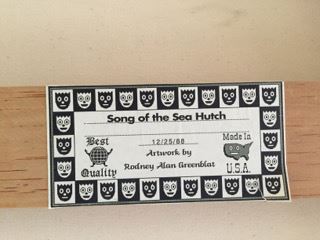 Song of the Sea Hutch
12/25/88
Best
Quality
Artwork by
Rodney Alan Greenblat
Made In
U.S.A.